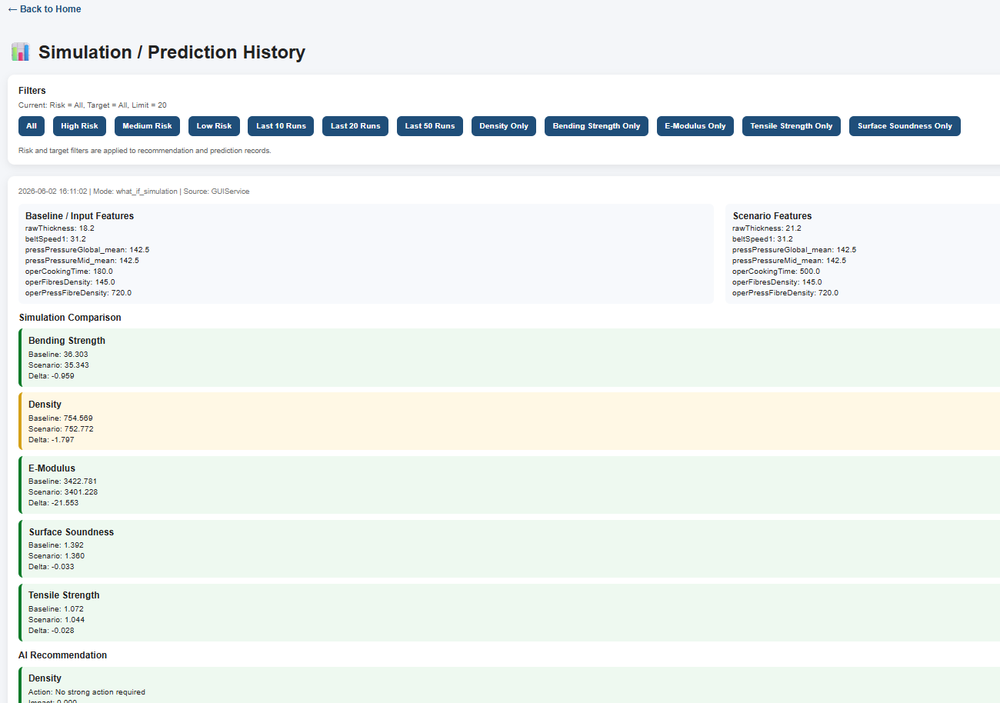 ← Back to Home
Simulation / Prediction History
Filters
Current: Risk = All, Target = All, Limit = 20
All
High Risk
Medium Risk
Low Risk
Last 10 Runs
Last 20 Runs
Last 50 Runs
Density Only
Bending Strength Only
E-Modulus Only
Tensile Strength Only
Surface Soundness Only
Risk and target filters are applied to recommendation and prediction records.
2026-06-02 16:11:02 | Mode: what_if_simulation | Source: GUIService
Baseline / Input Features
rawThickness: 18.2
beltSpeed1: 31.2
pressPressureGlobal_mean: 142.5
pressPressureMid_mean: 142.5
operCookingTime: 180.0
operFibresDensity: 145.0
operPressFibreDensity: 720.0
Scenario Features
rawThickness: 21.2
beltSpeed1: 31.2
pressPressureGlobal_mean: 142.5
pressPressureMid_mean: 142.5
operCookingTime: 500.0
operFibresDensity: 145.0
operPressFibreDensity: 720.0
Simulation Comparison
Bending Strength
Baseline: 36.303
Scenario: 35.343
Delta: -0.959
Density
Baseline: 754.569
Scenario: 752.772
Delta: -1.797
E-Modulus
Baseline: 3422.781
Scenario: 3401.228
Delta: -21.553
Surface Soundness
Baseline: 1.392
Scenario: 1.360
Delta: -0.033
Tensile Strength
Baseline: 1.072
Scenario: 1.044
Delta: -0.028
AI Recommendation
Density
Action: No strong action required
Impact: 0.000